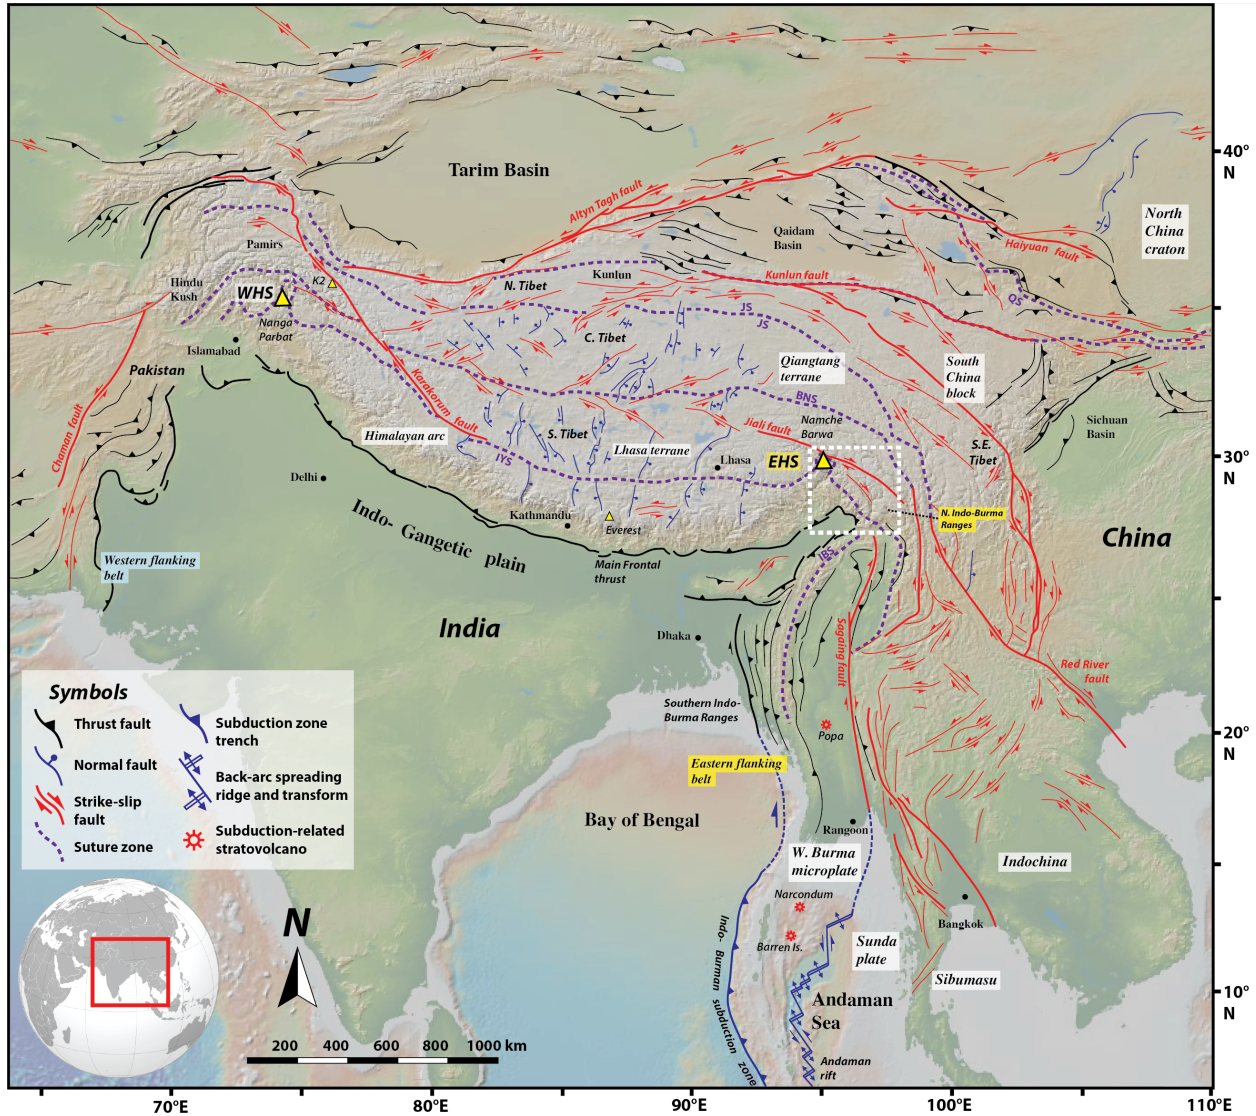 40°
N
Tarim Basin
Altyn Tagh fault
North
China
craton
Qaidam
Basin
Haiyuan fault
Pamirs
Kunlun
Kunlun fault
Hindu
Kush
WHS
K2
N. Tibet
QS
Nanga
Parbat
JS
JS
C. Tibet
Islamabad
Pakistan
Qiangtang
terrane
South
China
block
Karakorum fault
BNS
Chaman fault
Himalayan arc
S. Tibet
Lhasa terrane
Jiali fault
Namche
Barwa
Sichuan
Basin
S.E.
Tibet
IYS
Lhasa
EHS
30°
N
Delhi
Kathmandu
Everest
N. Indo-Burma
Ranges
Indo- Gangetic plain
China
Main Frontal
thrust
IBS
Western flanking
belt
India
Dhaka
Sagaing fault
Red River
fault
Southern Indo-
Burma Ranges
Popa
20°
N
Eastern flanking
belt
Symbols
Thrust fault
Normal fault
Strike-slip
fault
Suture zone
Subduction zone
trench
Back-arc spreading
ridge and transform
Subduction-related
stratovolcano
Bay of Bengal
Rangoon
W. Burma
microplate
Indochina
Narcondum
Barren Is.
Bangkok
Indo- Burman subduction zone
Sunda
plate
Sibumasu
Andaman
Sea
10°
N
Andaman
rift
N
200 400 600 800 1000 km
70°E 80°E 90°E 100°E 110°E